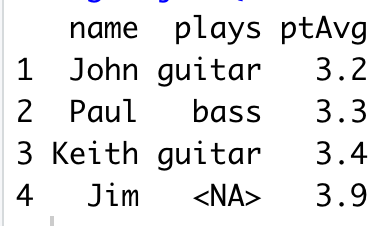 name plays ptAvg
1 John guitar 3.2
2 Paul bass 3.3
3 Keith guitar 3.4
4 Jim <NA> 3.9